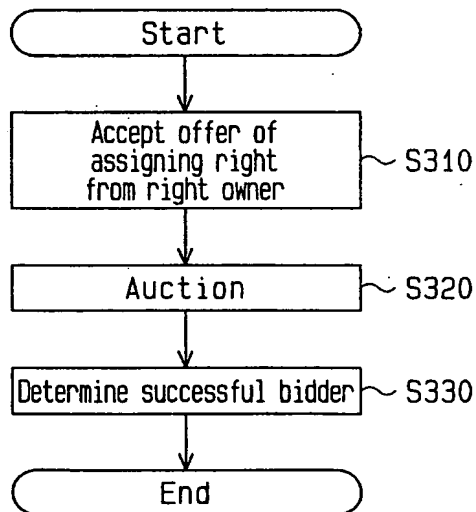 Start
Accept offer of
assigning right
from right owner
S310
Auction
S320
Determine successful bidder
S330
End